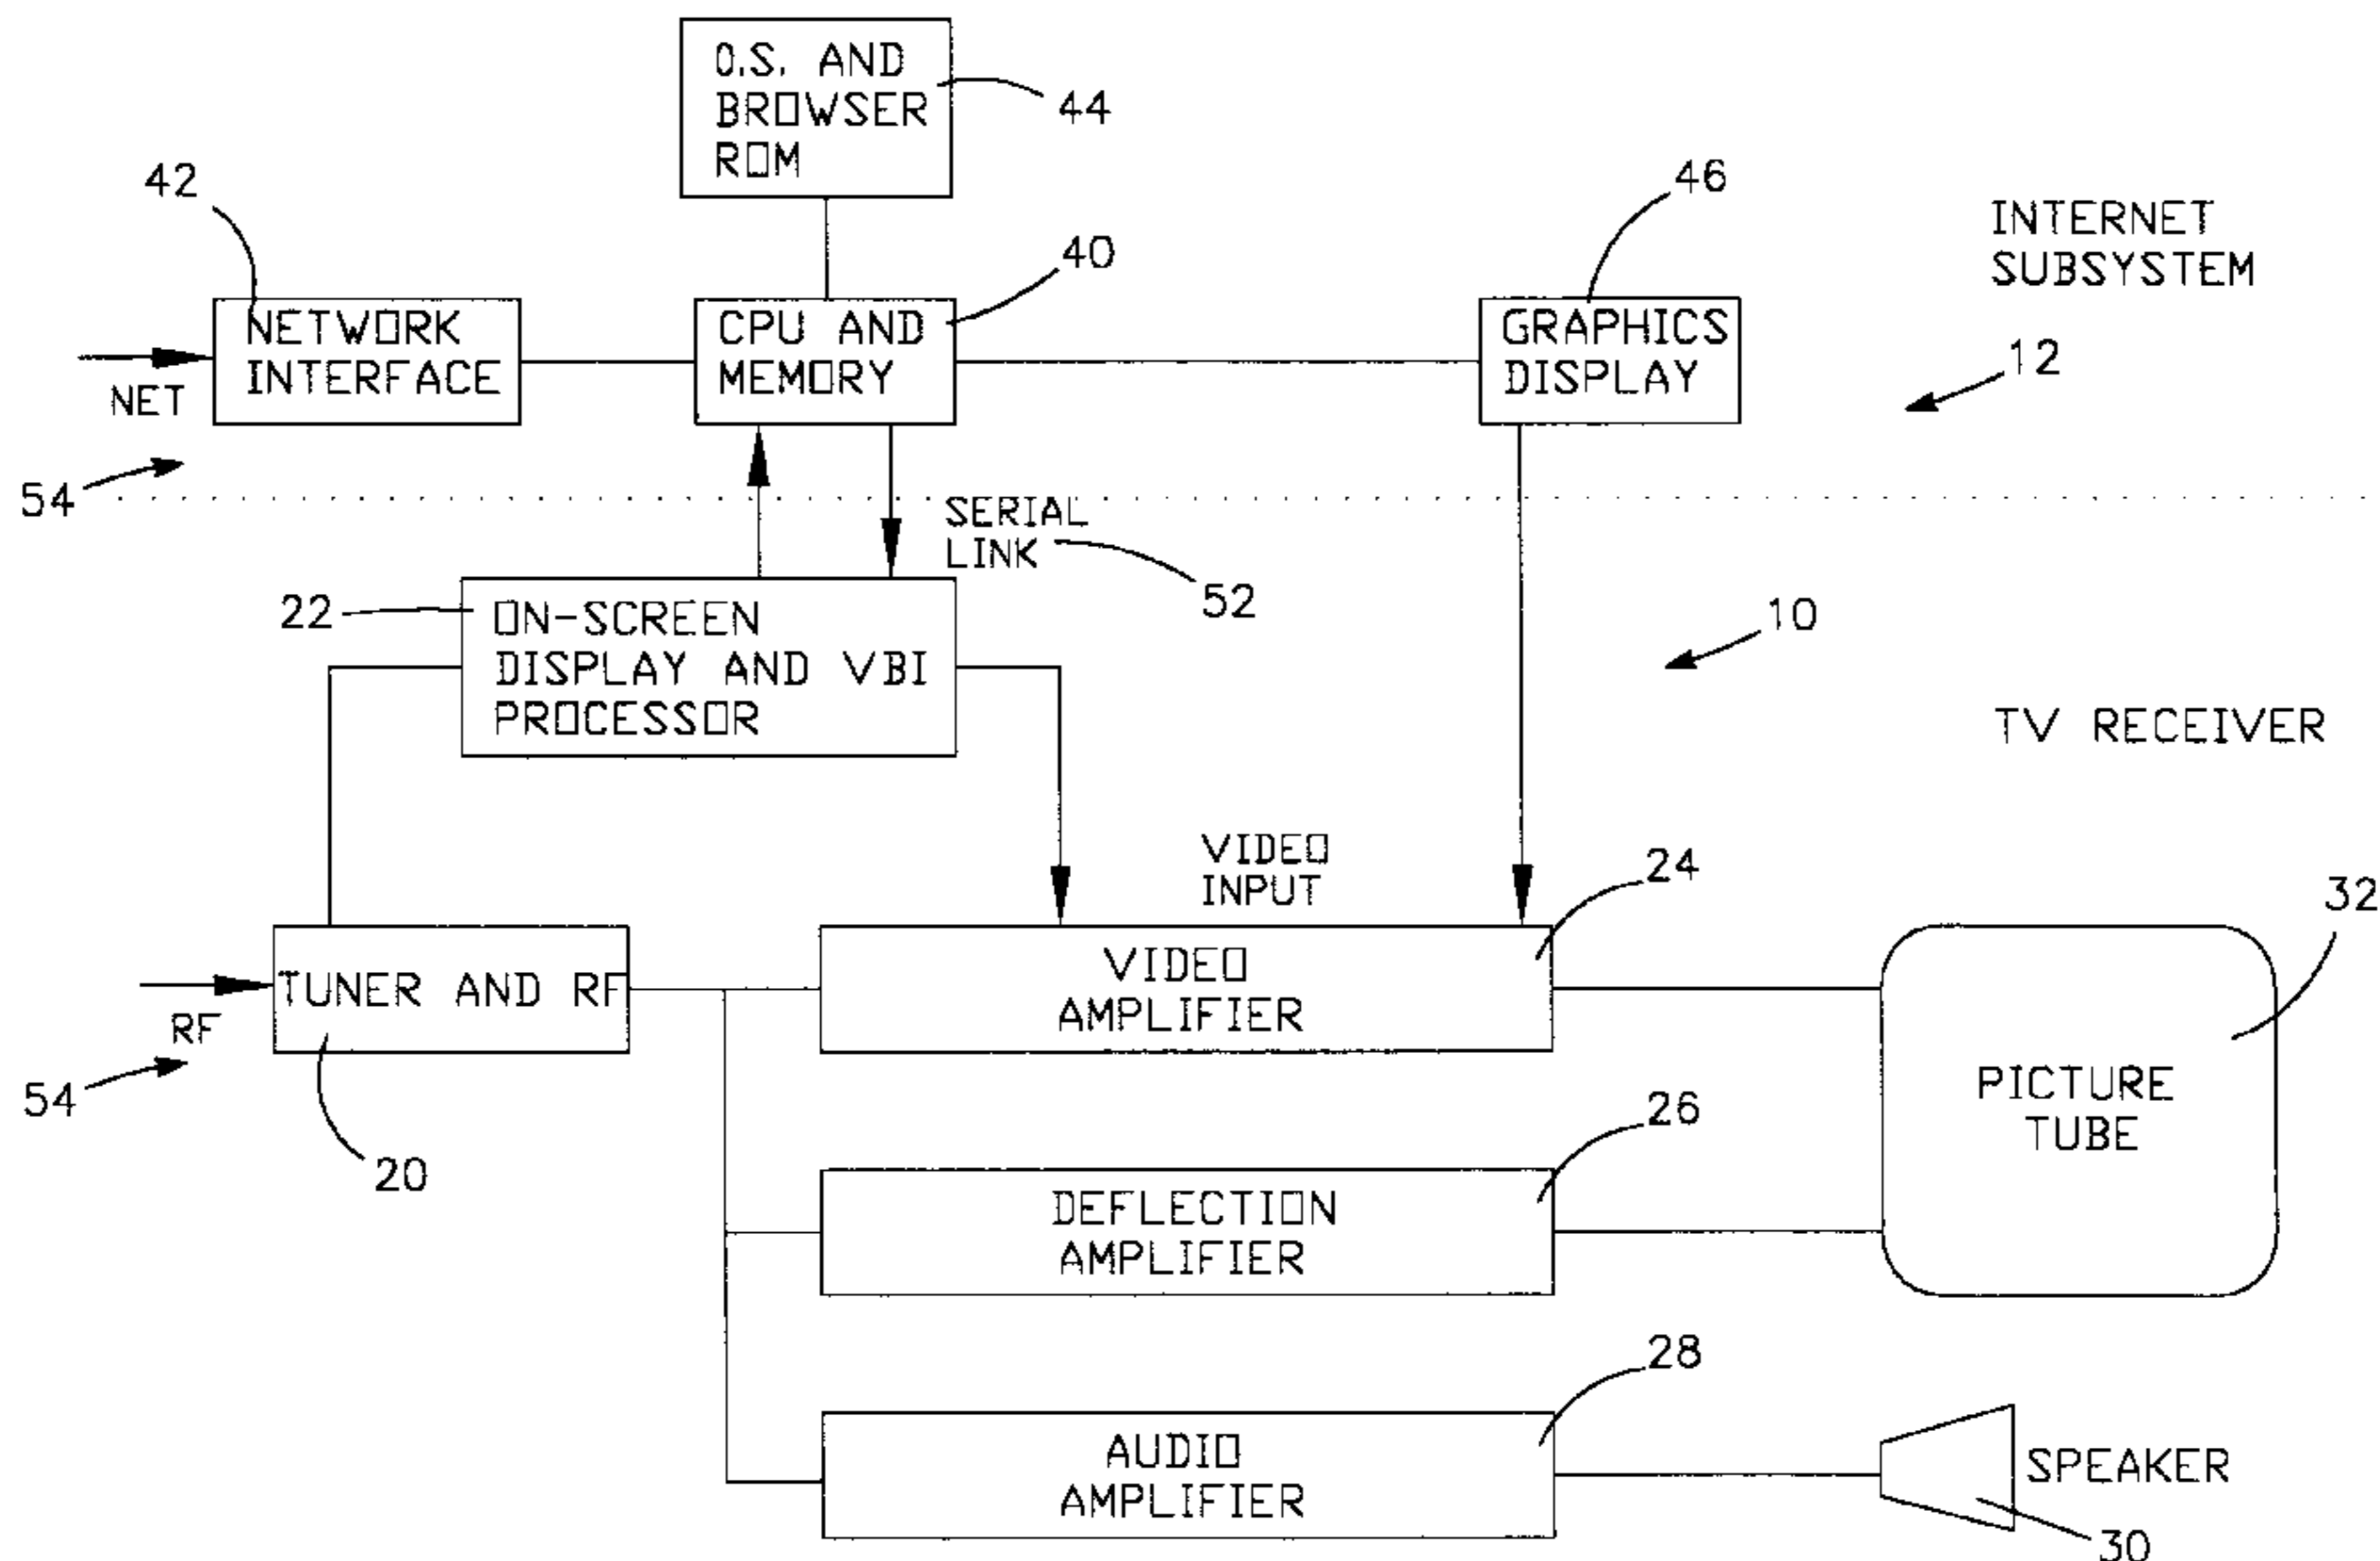 O.S. AND
BROWSER
ROM
44
42
46
INTERNET
SUBSYSTEM
40
NETWORK
INTERFACE
CPU AND
MEMORY
GRAPHICS
DISPLAY
12
NET
54
SERIAL
LINK
52
22
ON-SCREEN
DISPLAY AND VBI
PROCESSOR
10
TV RECEIVER
VIDEO
INPUT
24
32
TUNER AND RF
VIDEO
AMPLIFIER
RF
54
20
PICTURE
TUBE
26
DEFLECTION
AMPLIFIER
28
AUDIO
AMPLIFIER
SPEAKER
30